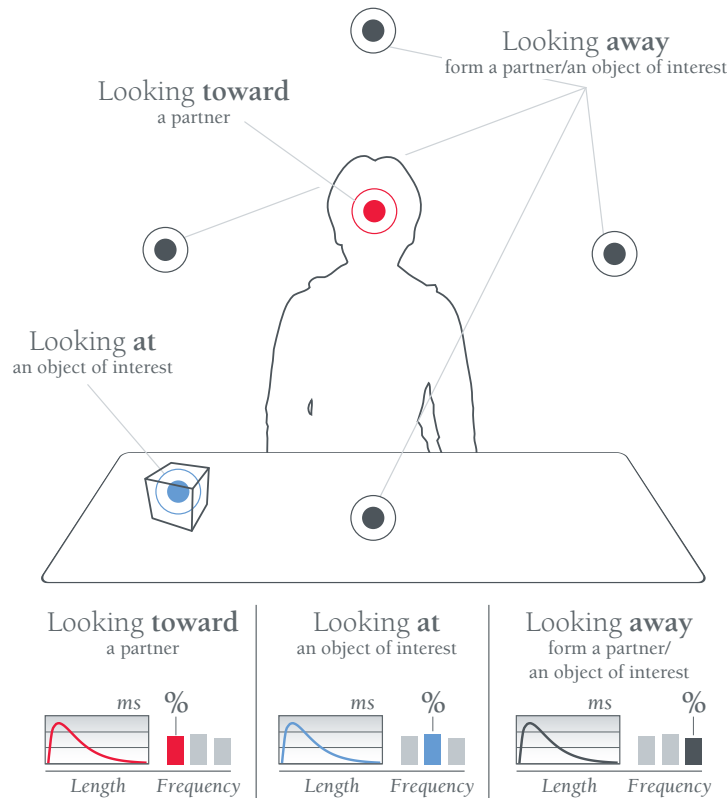 Looking away
form a partner/an object of interest
Looking toward
a partner
Looking at
an object of interest
Looking toward
a partner
ms
%
Length
Frequency
Looking at
an object of interest
ms
%
Length
Frequency
Looking away
form a partner/
an object of interest
ms
%
Length
Frequency